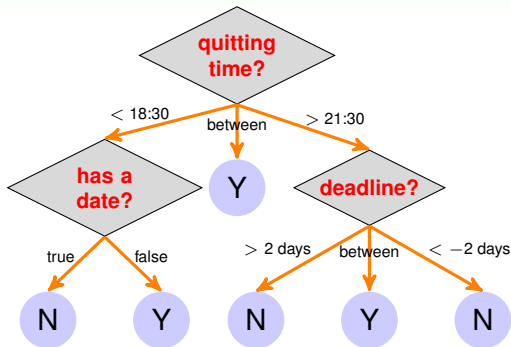 quitting
time?
< 18:30
between
> 21:30
has a
date?
Y
deadline?
true
false
> 2 days
between
< −2 days
N
Y
N
Y
N